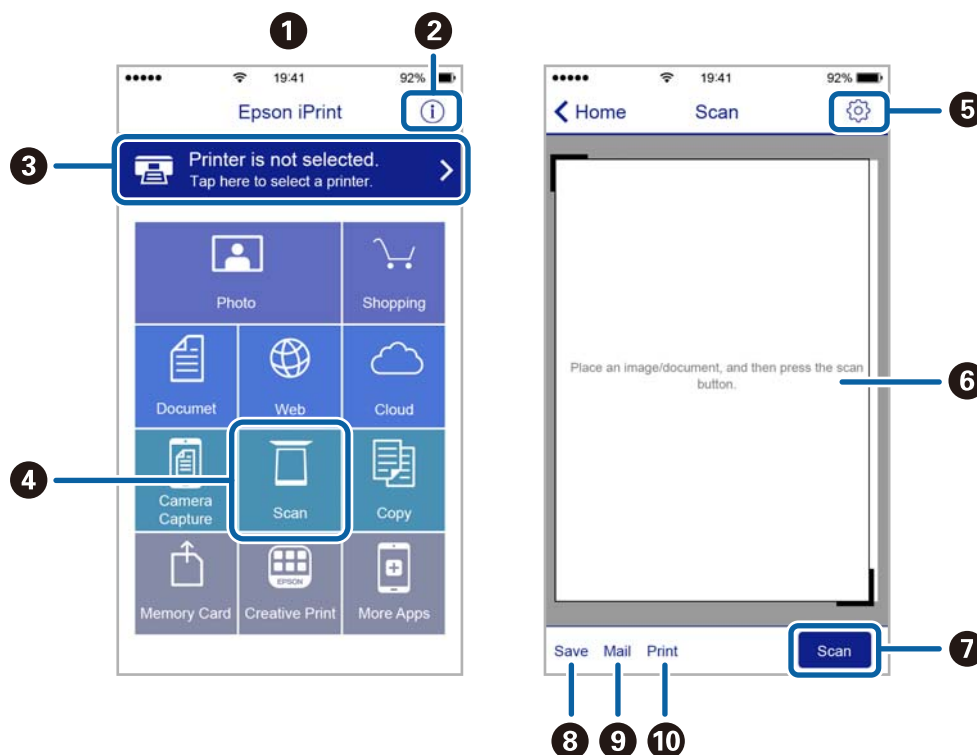 1
2
19:41
92%
Epson iPrint
3
Printer is not selected.
Tap here to select a printer.
Photo
Shopping
Documet
Web
Cloud
4
Camera
Capture
Scan
Copy
EPSON
Memory Card
Creative Print
More Apps
19:41
92%
Home
Scan
5
Place an image/document, and then press the scan
button.
6
Save
Mail
Print
Scan
7
8
9
10